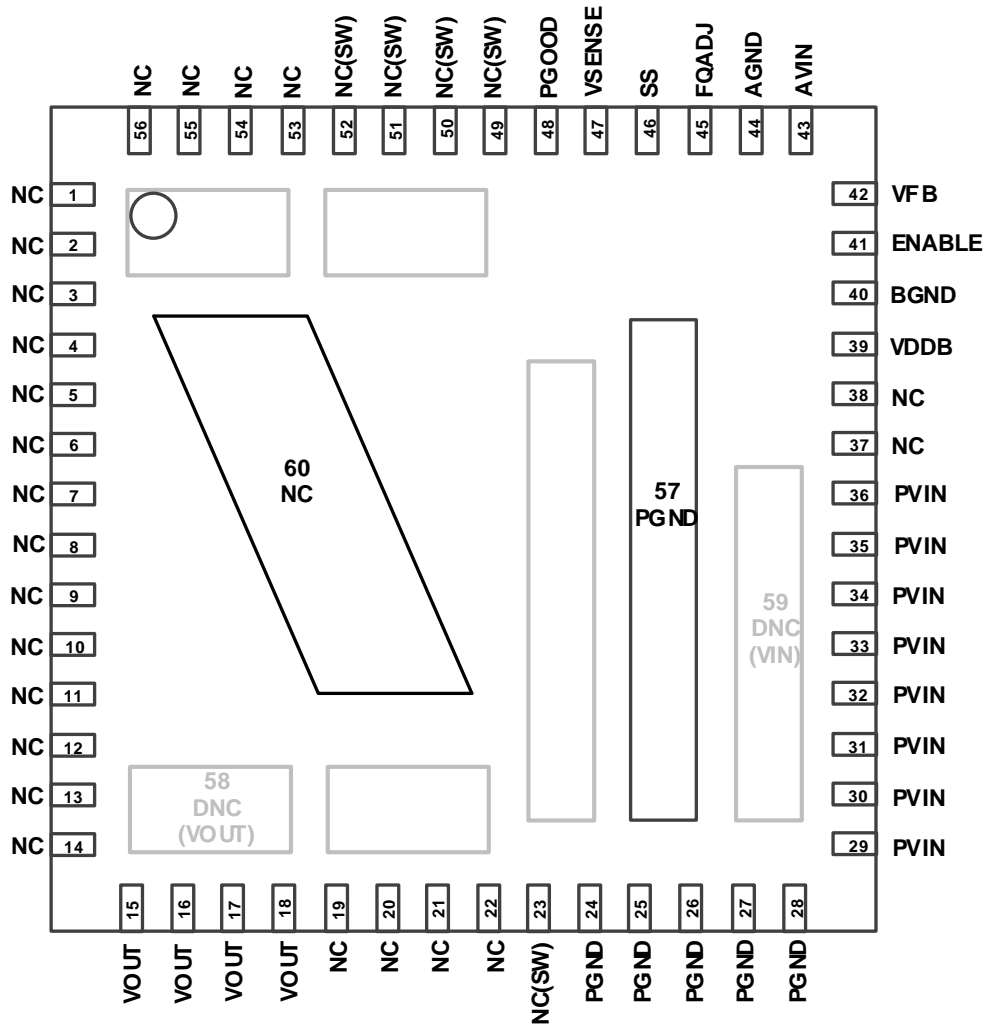 NC
NC
NC
NC
NC(SW)
NC(SW)
NC(SW)
NC(SW)
PGOOD
VSENSE
SS
FQADJ
AGND
AVIN
56
55
54
53
52
51
50
49
48
47
46
45
44
43
NC 1
NC 2
NC 3
NC 4
NC 5
NC 6
NC 7
NC 8
NC 9
NC 10
NC 11
NC 12
NC 13
NC 14
60
NC
57
PGND
59
DNC
(VIN)
58
DNC
(VOUT)
42 VFB
41 ENABLE
40 BGND
39 VDDB
38 NC
37 NC
36 PVIN
35 PVIN
34 PVIN
33 PVIN
32 PVIN
31 PVIN
30 PVIN
29 PVIN
15
16
17
18
19
20
21
22
23
24
25
26
27
28
VOUT
VOUT
VOUT
VOUT
NC
NC
NC
NC
NC(SW)
PGND
PGND
PGND
PGND
PGND